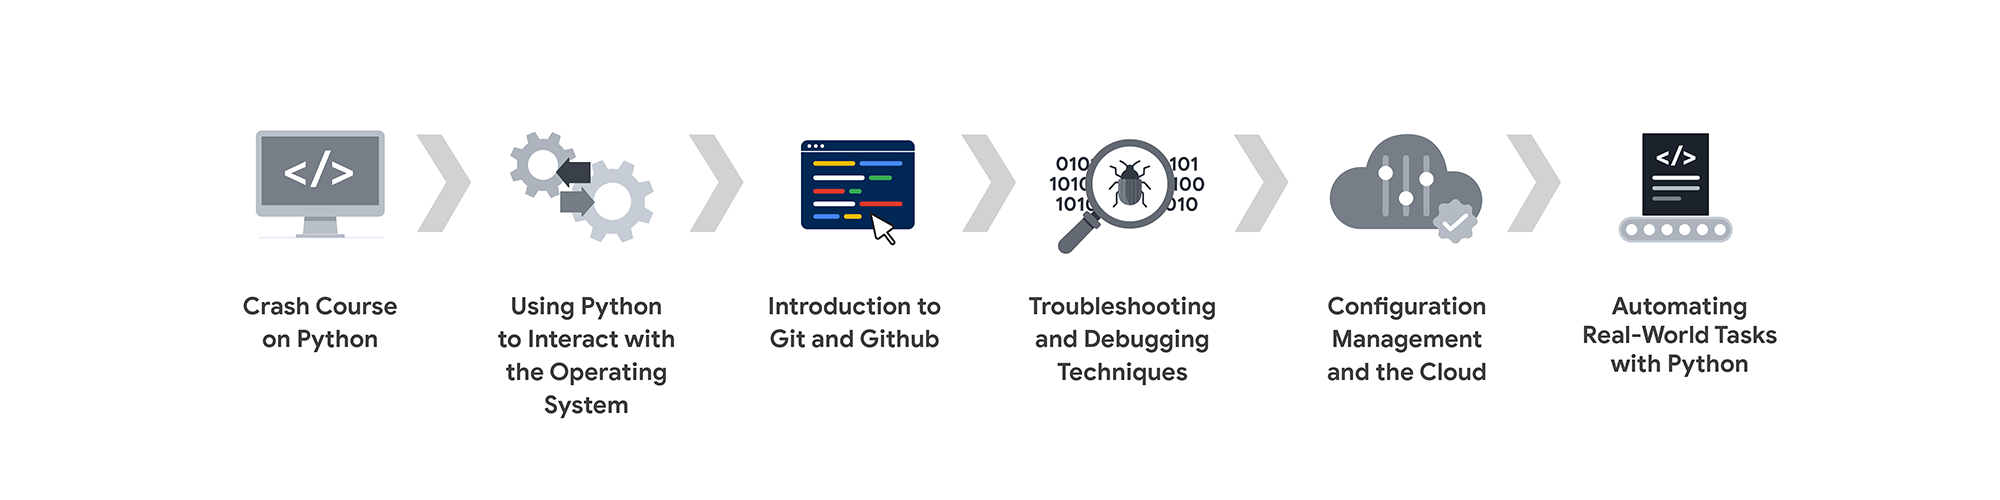 </>
010 101
1010 100
1010 010
</>
Crash Course
on Python
Using Python
to Interact with
the Operating
System
Introduction to
Git and Github
Troubleshooting
and Debugging
Techniques
Configuration
Management
and the Cloud
Automating
Real-World Tasks
with Python